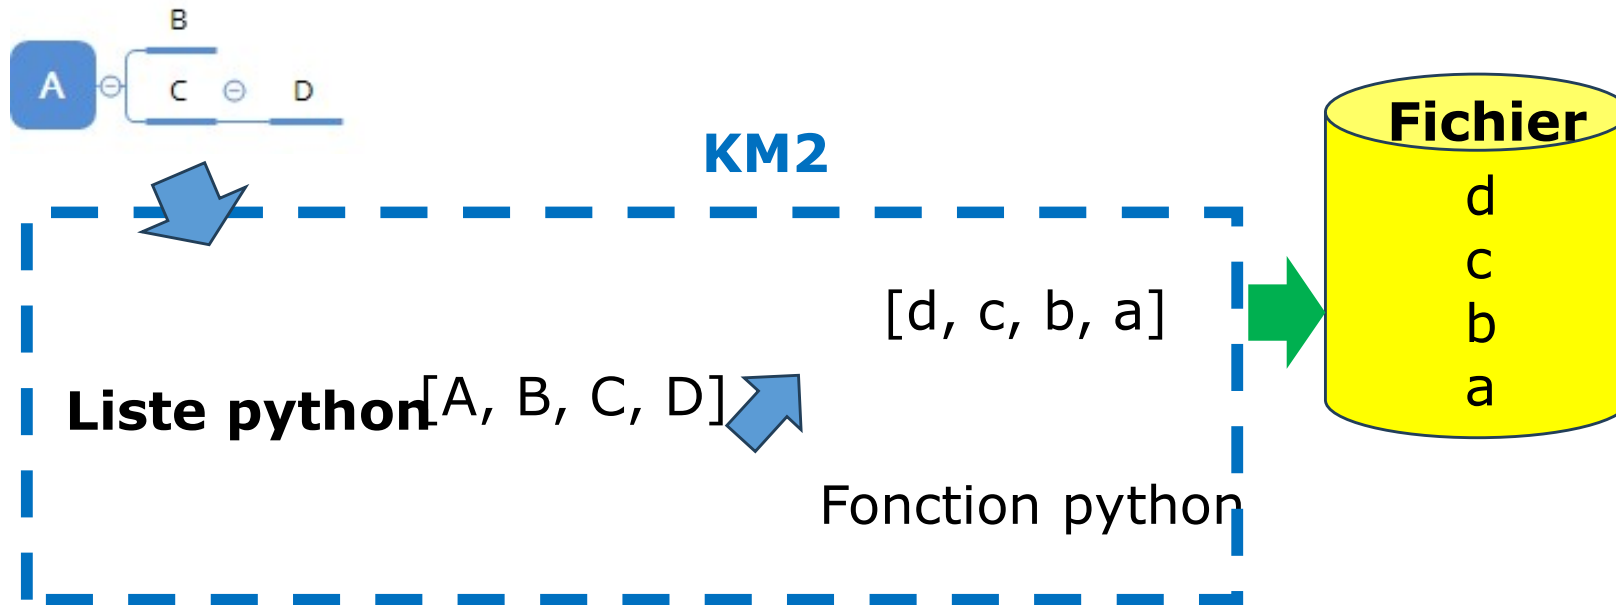 B
A
C
D
KM2
Fichier
d
c
b
a
[d, c, b, a]
Liste python
[A, B, C, D]
Fonction python